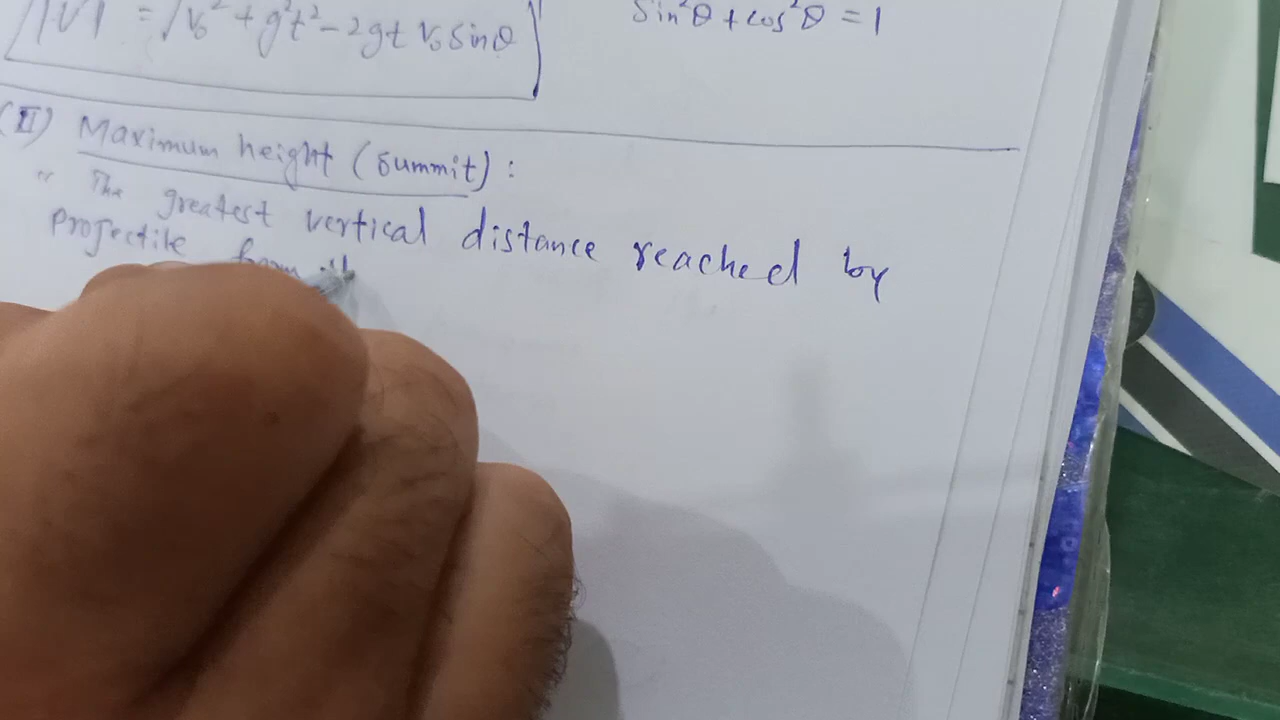 |V| = √v₀² + g²t² - 2gt v₀ sinθ
sin²θ + cos²θ = 1
(II) Maximum height (summit) :
" The greatest vertical distance reached by
projectile from